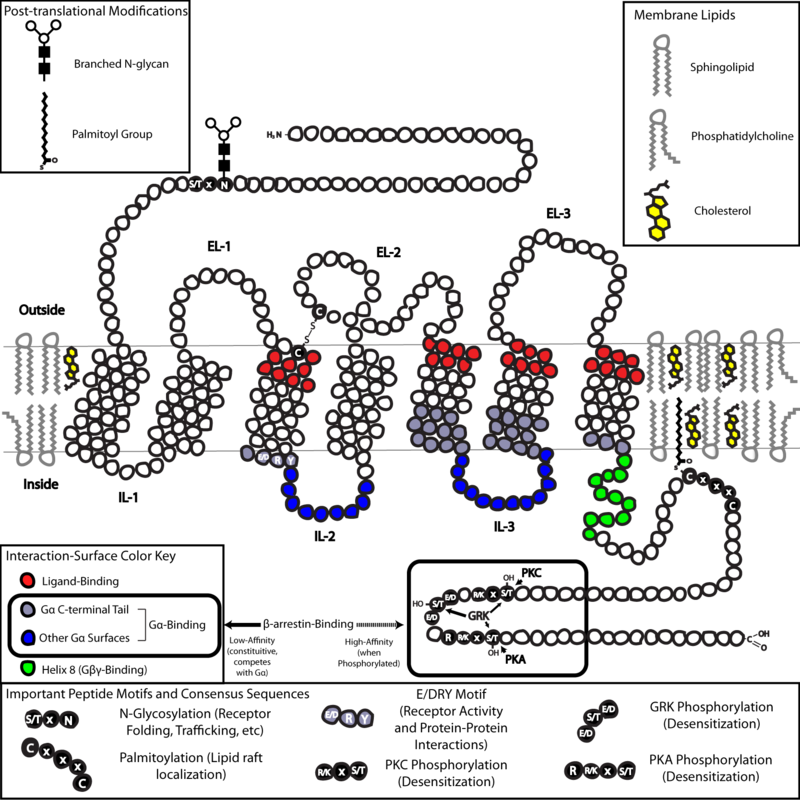 Post-translational Modifications
Branched N-glycan
Palmitoyl Group
S
O
Membrane Lipids
Sphingolipid
Phosphatidylcholine
Cholesterol
H₂N
S/T X N
EL-1
EL-2
EL-3
C
S
S
C
Outside
Inside
E/D R Y
IL-1
IL-2
IL-3
O
S
C X X X C
Interaction-Surface Color Key
Ligand-Binding
Gα C-terminal Tail
Other Gα Surfaces
Gα-Binding
Helix 8 (Gβγ-Binding)
β-arrestin-Binding
Low-Affinity
(constitutive,
competes
with Gα)
High-Affinity
(when
Phosphorylated)
OH
PKC
HO
S/T E/D R/K X S/T
GRK
E/D
R R/K X S/T
OH
PKA
C OH
O
Important Peptide Motifs and Consensus Sequences
S/T X N
N-Glycosylation (Receptor
Folding, Trafficking, etc)
C X X X C
Palmitoylation (Lipid raft
localization)
E/D R Y
E/DRY Motif
(Receptor Activity
and Protein-Protein
Interactions)
R/K X S/T
PKC Phosphorylation
(Desensitization)
E/D S/T E/D
GRK Phosphorylation
(Desensitization)
R R/K X S/T
PKA Phosphorylation
(Desensitization)